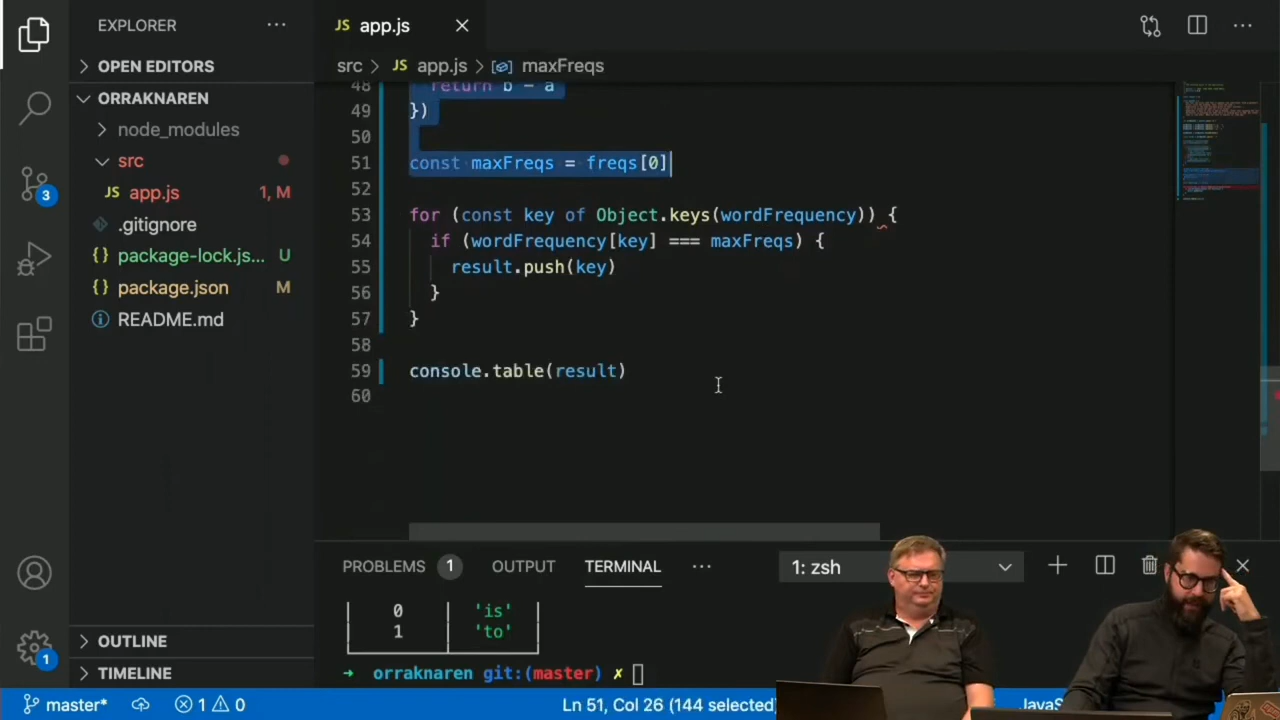 EXPLORER ···
OPEN EDITORS
ORRAKNAREN
node_modules
src
JS app.js 1, M
.gitignore
{} package-lock.js... U
{} package.json M
README.md
OUTLINE
TIMELINE
3
1
JS app.js
src > JS app.js > maxFreqs
48 return b - a
49 })
50
51 const maxFreqs = freqs[0]
52
53 for (const key of Object.keys(wordFrequency)) {
54 if (wordFrequency[key] === maxFreqs) {
55 result.push(key)
56 }
57 }
58
59 console.table(result)
60
PROBLEMS 1 OUTPUT TERMINAL ··· 1: zsh
0 'is'
1 'to'
→ orraknaren git:(master) ✗
master* 1 0 Ln 51, Col 26 (144 selected)